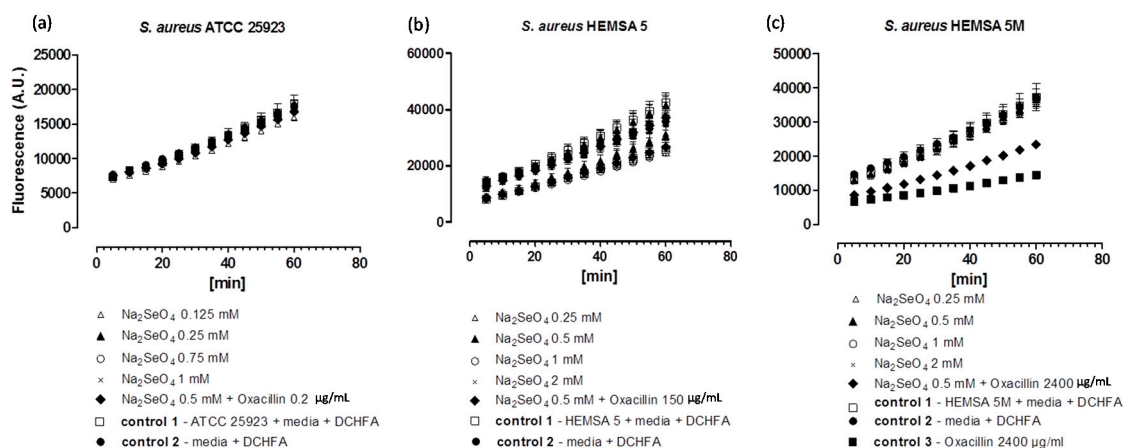 (a)
S. aureus ATCC 25923
Fluorescence (A.U.)
25000
20000
15000
10000
5000
0
0 20 40 60 80
[min]
Na2SeO4 0.125 mM
Na2SeO4 0.25 mM
Na2SeO4 0.75 mM
Na2SeO4 1 mM
Na2SeO4 0.5 mM + Oxacillin 0.2 µg/mL
control 1 - ATCC 25923 + media + DCHFA
control 2 - media + DCHFA
(b)
S. aureus HEMSA 5
60000
40000
20000
0
0 20 40 60 80
[min]
Na2SeO4 0.25 mM
Na2SeO4 0.5 mM
Na2SeO4 1 mM
Na2SeO4 2 mM
Na2SeO4 0.5 mM + Oxacillin 150 µg/mL
control 1 - HEMSA 5 + media + DCHFA
control 2 - media + DCHFA
(c)
S. aureus HEMSA 5M
50000
40000
30000
20000
10000
0
0 20 40 60 80
[min]
Na2SeO4 0.25 mM
Na2SeO4 0.5 mM
Na2SeO4 1 mM
Na2SeO4 2 mM
Na2SeO4 0.5 mM + Oxacillin 2400 µg/mL
control 1 - HEMSA 5M + media + DCHFA
control 2 - media + DCHFA
control 3 - Oxacillin 2400 µg/ml